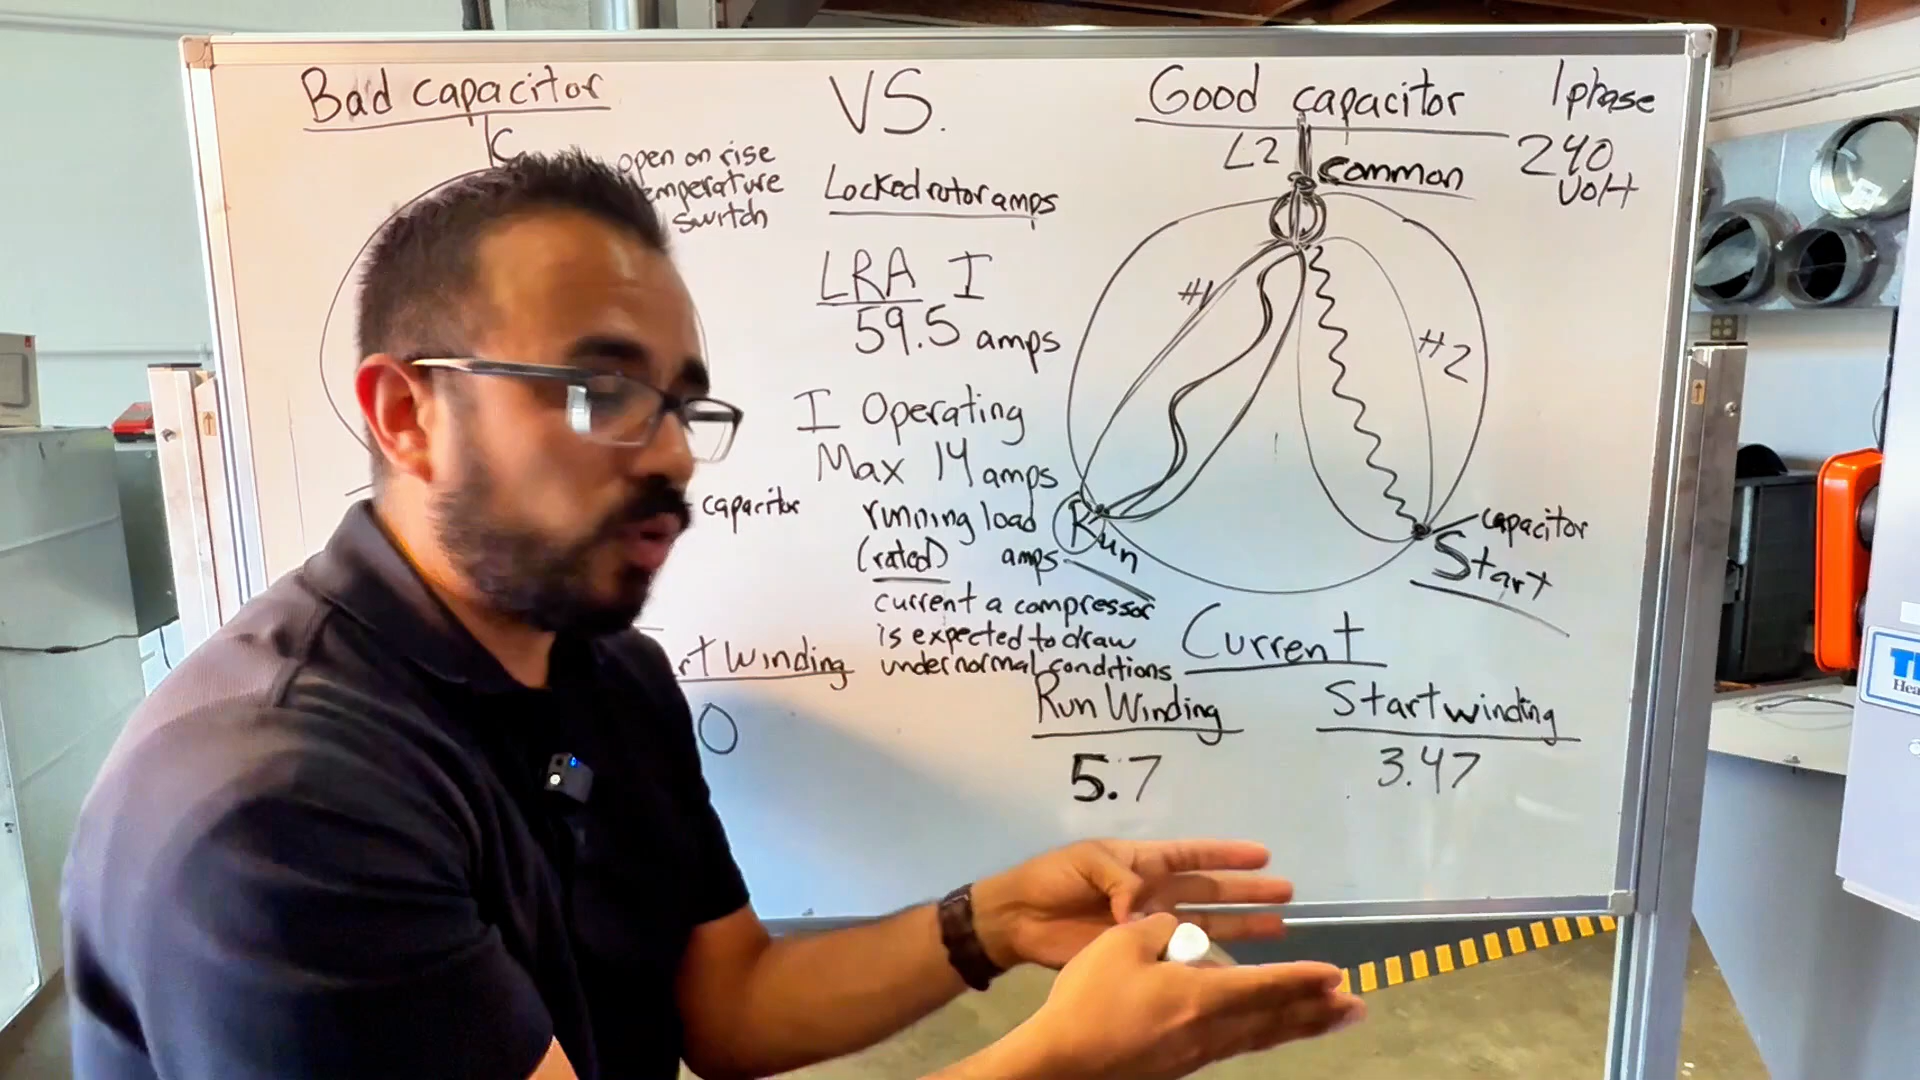 Bad capacitor
VS.
Good capacitor
1 phase
240
volt
C
open on rise
temperature
switch
capacitor
winding
0
Locked rotor amps
LRA I
59.5 amps
I Operating
Max 14 amps
running load
(rated) amps
current a compressor
is expected to draw
under normal conditions
L2
common
#1
#2
Run
capacitor
Start
Current
Run Winding
Start winding
5.7
3.47